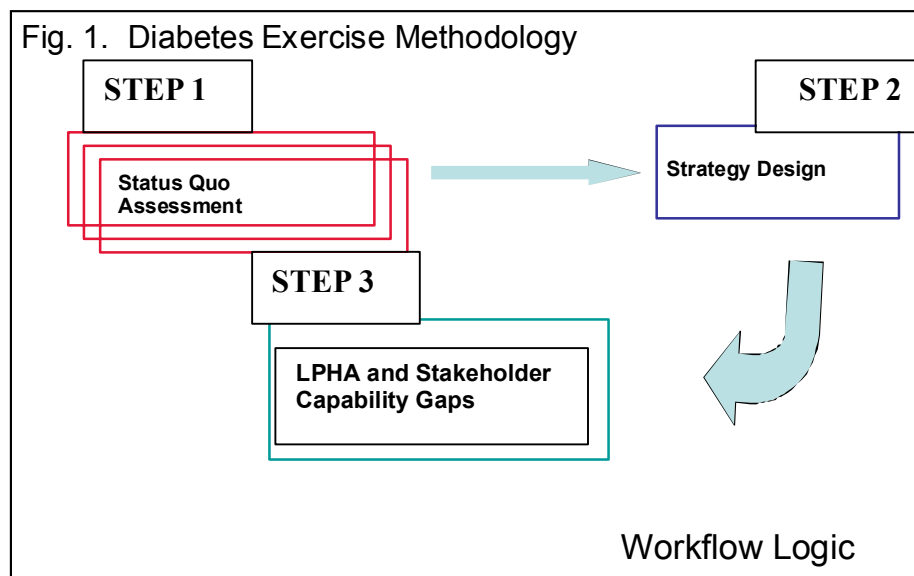 Fig. 1. Diabetes Exercise Methodology
STEP 1
Status Quo
Assessment
STEP 2
Strategy Design
STEP 3
LPHA and Stakeholder
Capability Gaps
Workflow Logic